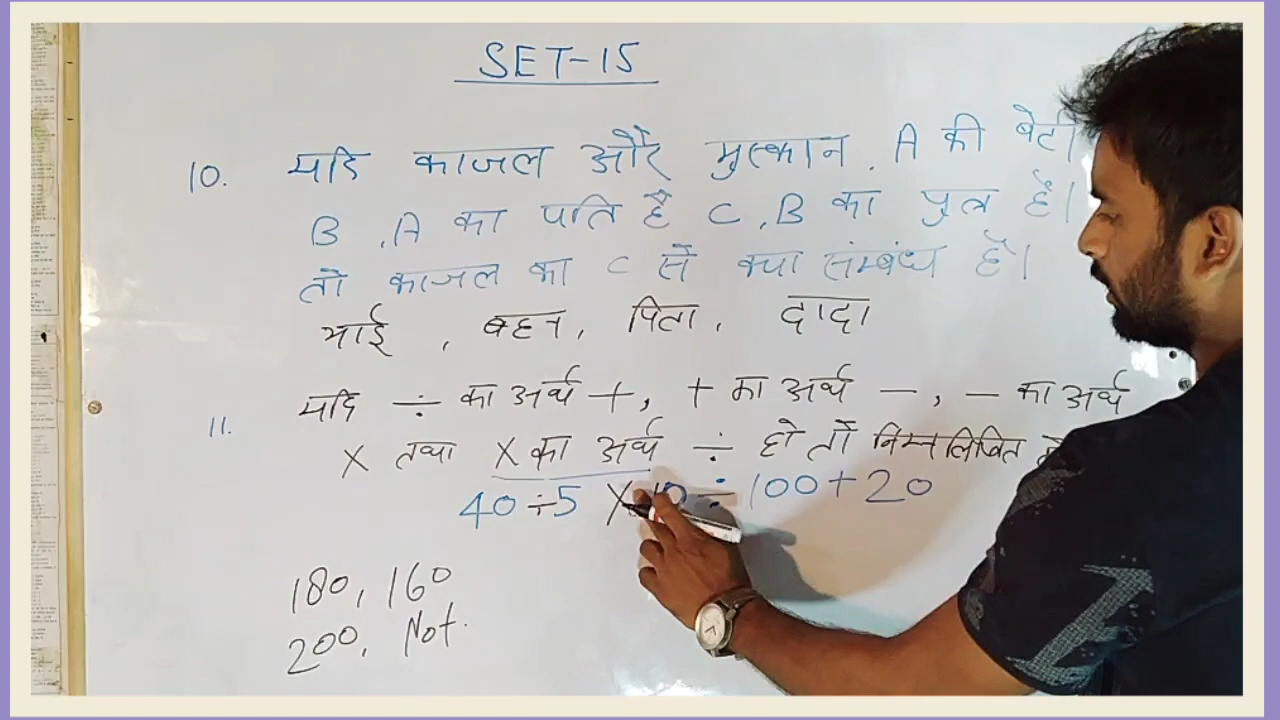 SET-15
10. यदि काजल और मुस्कान, A की बेटी
B, A का पति है C, B का पुत्र है।
तो काजल का C से क्या संम्बंध है।
भाई, बहन, पिता, दादा
11. यदि ÷ का अर्थ +, + का अर्थ -, - का अर्थ
X तथा X का अर्थ ÷ हो तो निम्नलिखित
40÷5 X 10 ÷ 100+20
180, 160
200, Not.